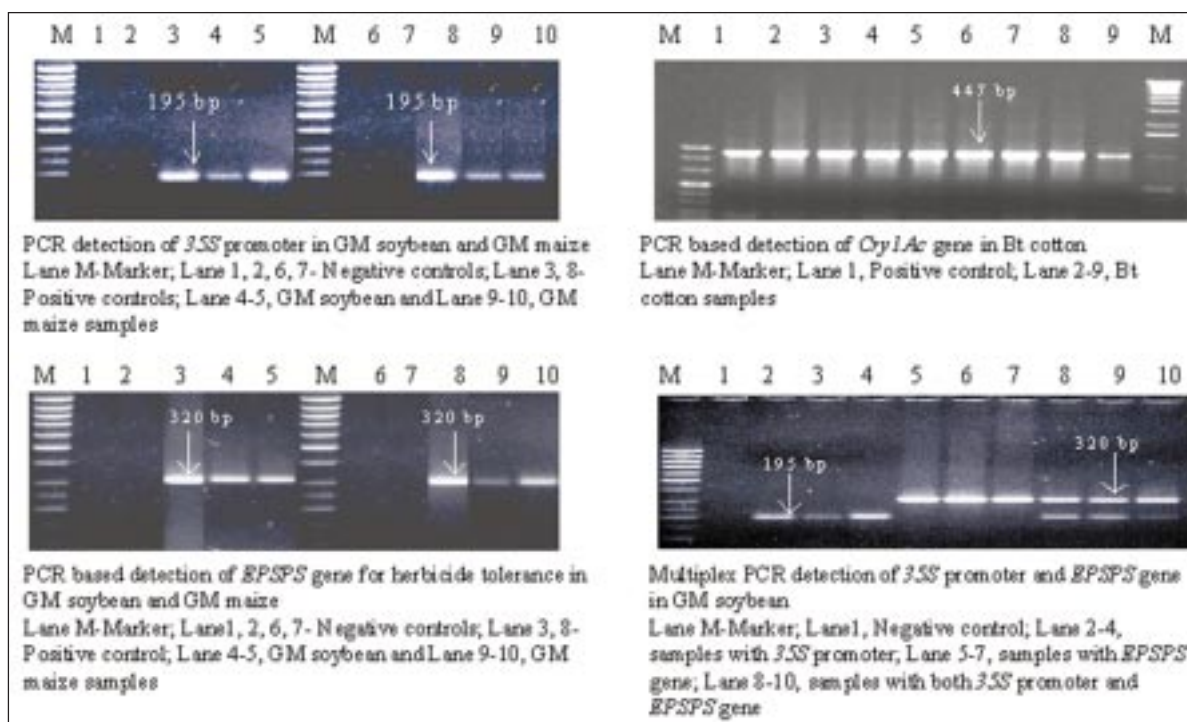 M 1 2 3 4 5 M 6 7 8 9 10
195 bp 195 bp
PCR detection of 35S promoter in GM soybean and GM maize
Lane M-Marker; Lane 1, 2, 6, 7- Negative controls; Lane 3, 8-
Positive controls; Lane 4-5, GM soybean and Lane 9-10, GM
maize samples
M 1 2 3 4 5 6 7 8 9 M
447 bp
PCR based detection of Cry1Ac gene in Bt cotton
Lane M-Marker; Lane 1, Positive control; Lane 2-9, Bt
cotton samples
M 1 2 3 4 5 M 6 7 8 9 10
320 bp 320 bp
PCR based detection of EPSPS gene for herbicide tolerance in
GM soybean and GM maize
Lane M-Marker; Lane1, 2, 6, 7- Negative controls; Lane 3, 8-
Positive control; Lane 4-5, GM soybean and Lane 9-10, GM
maize samples
M 1 2 3 4 5 6 7 8 9 10
195 bp 320 bp
Multiplex PCR detection of 35S promoter and EPSPS gene
in GM soybean
Lane M-Marker; Lane1, Negative control; Lane 2-4,
samples with 35S promoter; Lane 5-7, samples with EPSPS
gene; Lane 8-10, samples with both 35S promoter and
EPSPS gene